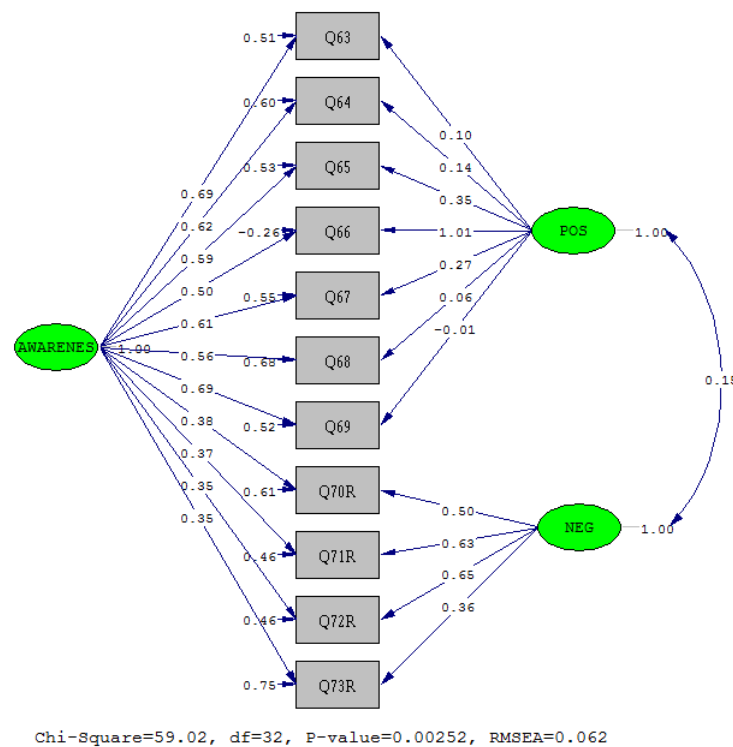 0.51
Q63
0.60
Q64
0.10
0.14
0.53
Q65
0.69
0.35
0.62
-0.26
Q66
1.01
POS
1.00
0.59
0.27
0.50
0.55
Q67
0.06
0.61
-0.01
AWARENES
1.00
0.56
0.68
Q68
0.15
0.69
0.38
0.52
Q69
0.37
0.35
0.61
Q70R
0.35
0.50
NEG
1.00
0.63
0.46
Q71R
0.65
0.36
0.46
Q72R
0.75
Q73R
Chi-Square=59.02, df=32, P-value=0.00252, RMSEA=0.062